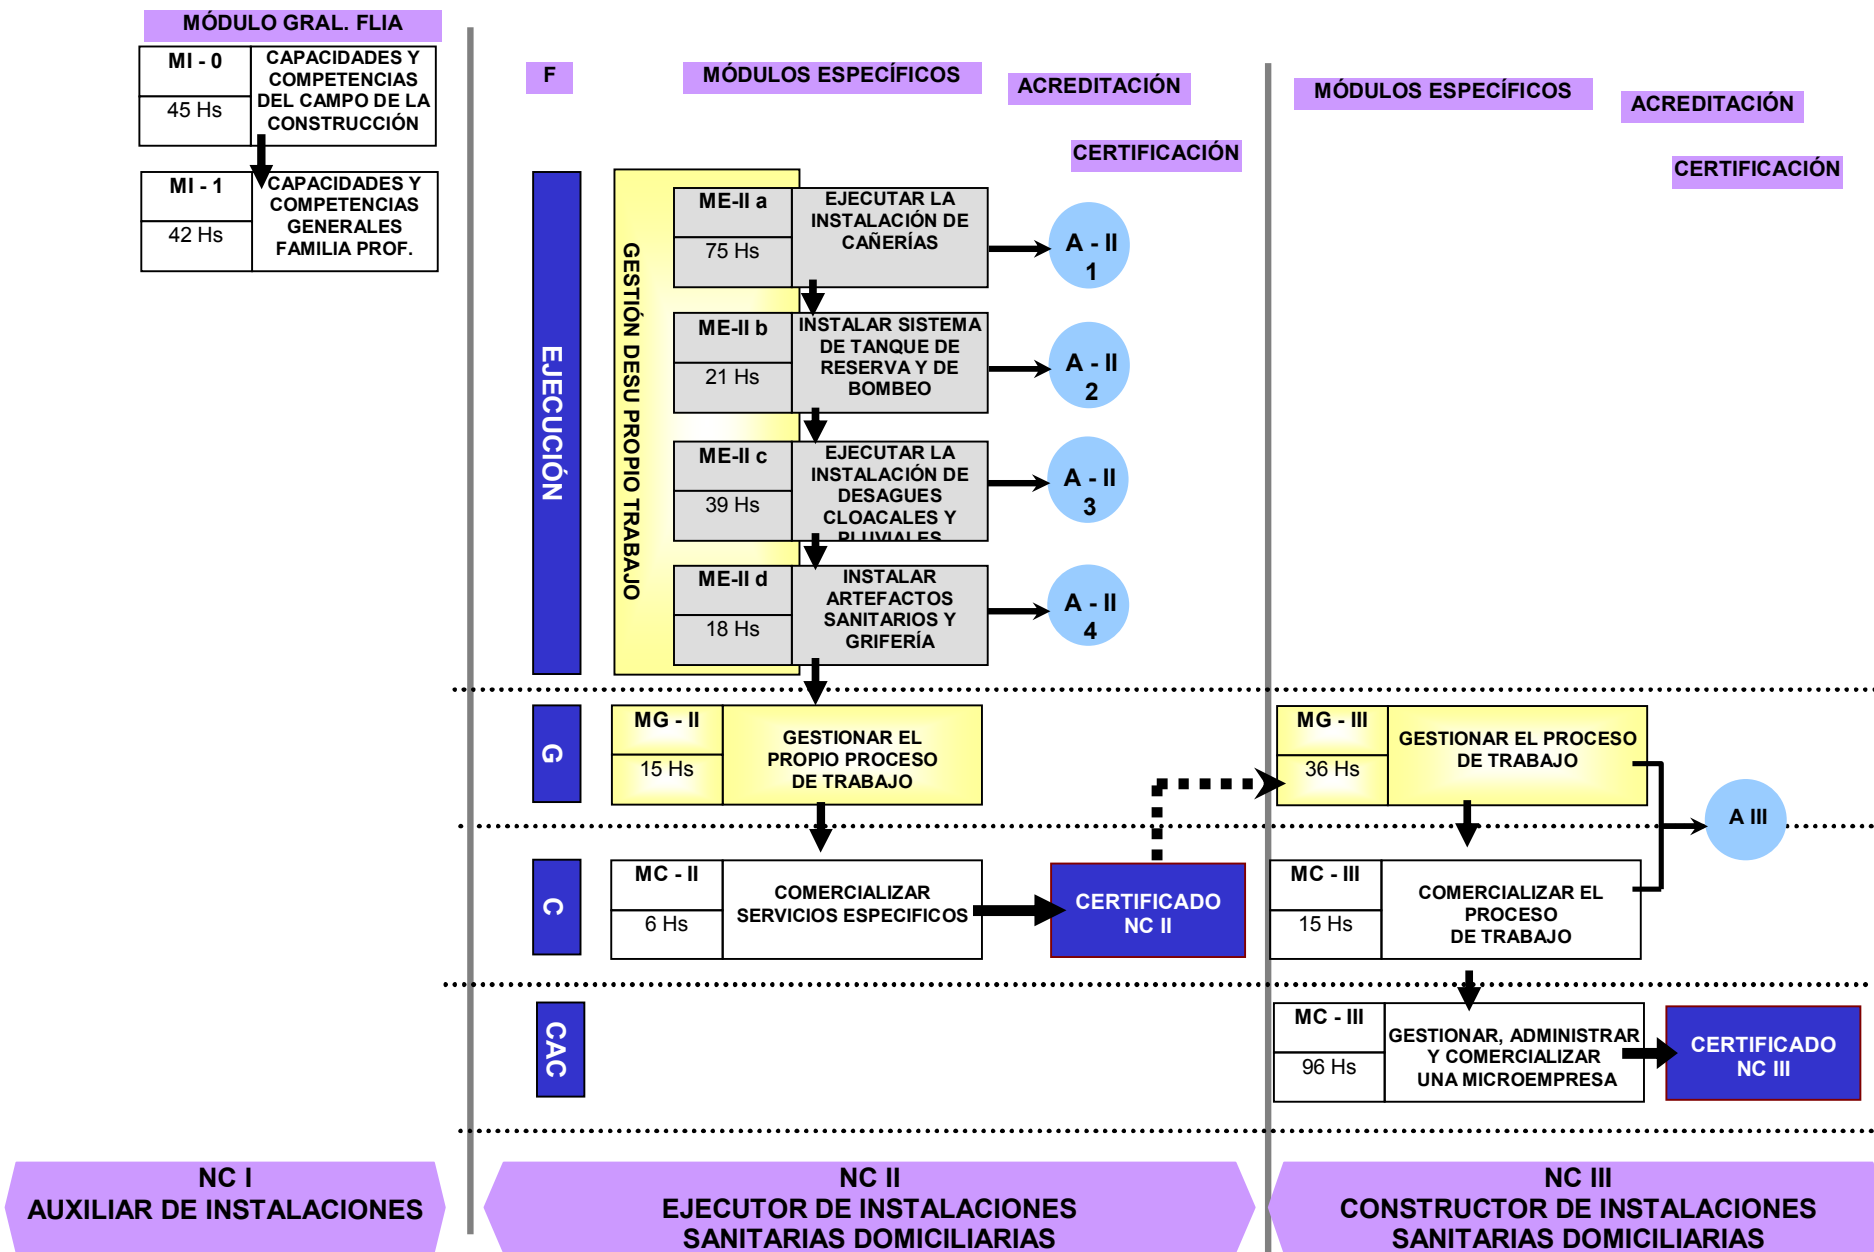 MÓDULO GRAL. FLIA
MI - 0
45 Hs
CAPACIDADES Y
COMPETENCIAS
DEL CAMPO DE LA
CONSTRUCCIÓN
MI - 1
42 Hs
CAPACIDADES Y
COMPETENCIAS
GENERALES
FAMILIA PROF.
F
MÓDULOS ESPECÍFICOS
ACREDITACIÓN
CERTIFICACIÓN
MÓDULOS ESPECÍFICOS
ACREDITACIÓN
CERTIFICACIÓN
EJECUCIÓN
GESTIÓN DESU PROPIO TRABAJO
ME-II a
75 Hs
EJECUTAR LA
INSTALACIÓN DE
CAÑERÍAS
A - II
1
ME-II b
21 Hs
INSTALAR SISTEMA
DE TANQUE DE
RESERVA Y DE
BOMBEO
A - II
2
ME-II c
39 Hs
EJECUTAR LA
INSTALACIÓN DE
DESAGUES
CLOACALES Y
PLUVIALES
A - II
3
ME-II d
18 Hs
INSTALAR
ARTEFACTOS
SANITARIOS Y
GRIFERÍA
A - II
4
G
MG - II
15 Hs
GESTIONAR EL
PROPIO PROCESO
DE TRABAJO
MG - III
36 Hs
GESTIONAR EL PROCESO
DE TRABAJO
A III
C
MC - II
6 Hs
COMERCIALIZAR
SERVICIOS ESPECIFICOS
CERTIFICADO
NC II
MC - III
15 Hs
COMERCIALIZAR EL
PROCESO
DE TRABAJO
CAC
MC - III
96 Hs
GESTIONAR, ADMINISTRAR
Y COMERCIALIZAR
UNA MICROEMPRESA
CERTIFICADO
NC III
NC I
AUXILIAR DE INSTALACIONES
NC II
EJECUTOR DE INSTALACIONES
SANITARIAS DOMICILIARIAS
NC III
CONSTRUCTOR DE INSTALACIONES
SANITARIAS DOMICILIARIAS